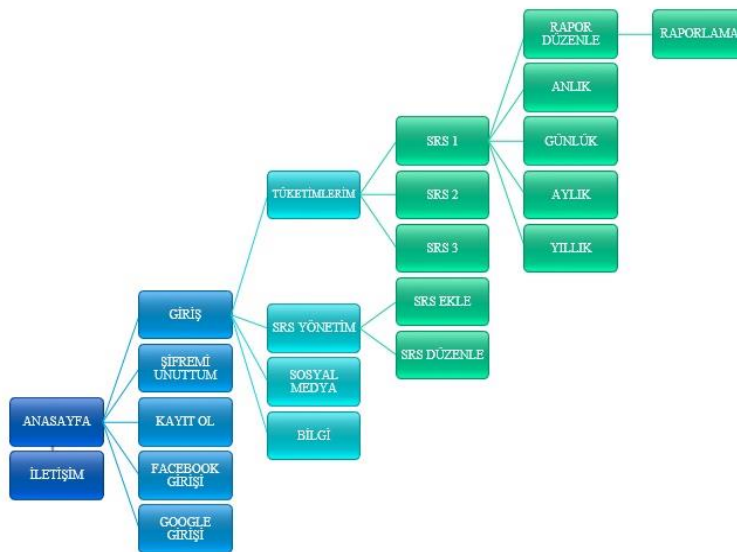 RAPOR
DÜZENLE
RAPORLAMA
ANLIK
SRS 1
GÜNLÜK
TÜKETİMLERİM
SRS 2
AYLIK
SRS 3
YILLIK
GİRİŞ
SRS EKLE
SRS YÖNETİM
ŞİFREMİ
UNUTTUM
SRS DÜZENLE
SOSYAL
MEDYA
ANASAYFA
KAYIT OL
BİLGİ
İLETİŞİM
FACEBOOK
GİRİŞİ
GOOGLE
GİRİŞİ